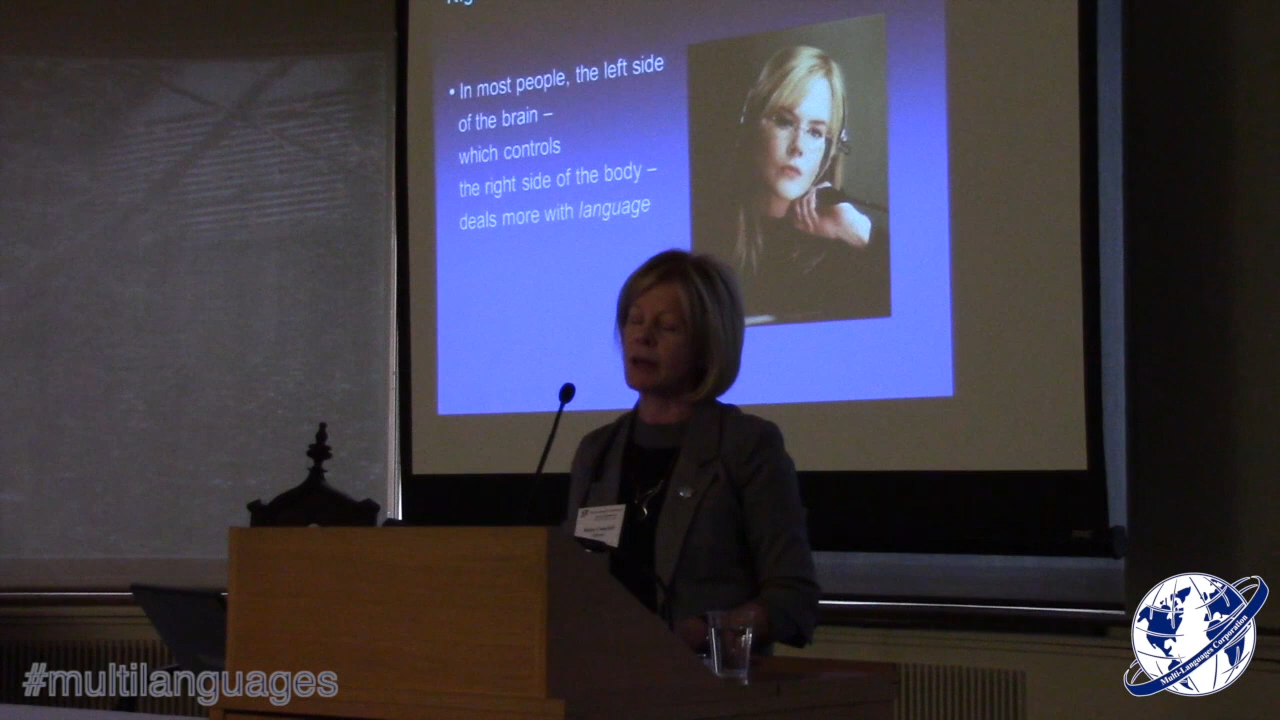 • In most people, the left side
of the brain –
which controls
the right side of the body –
deals more with language
#multilanguages
Multi-Languages Corporation